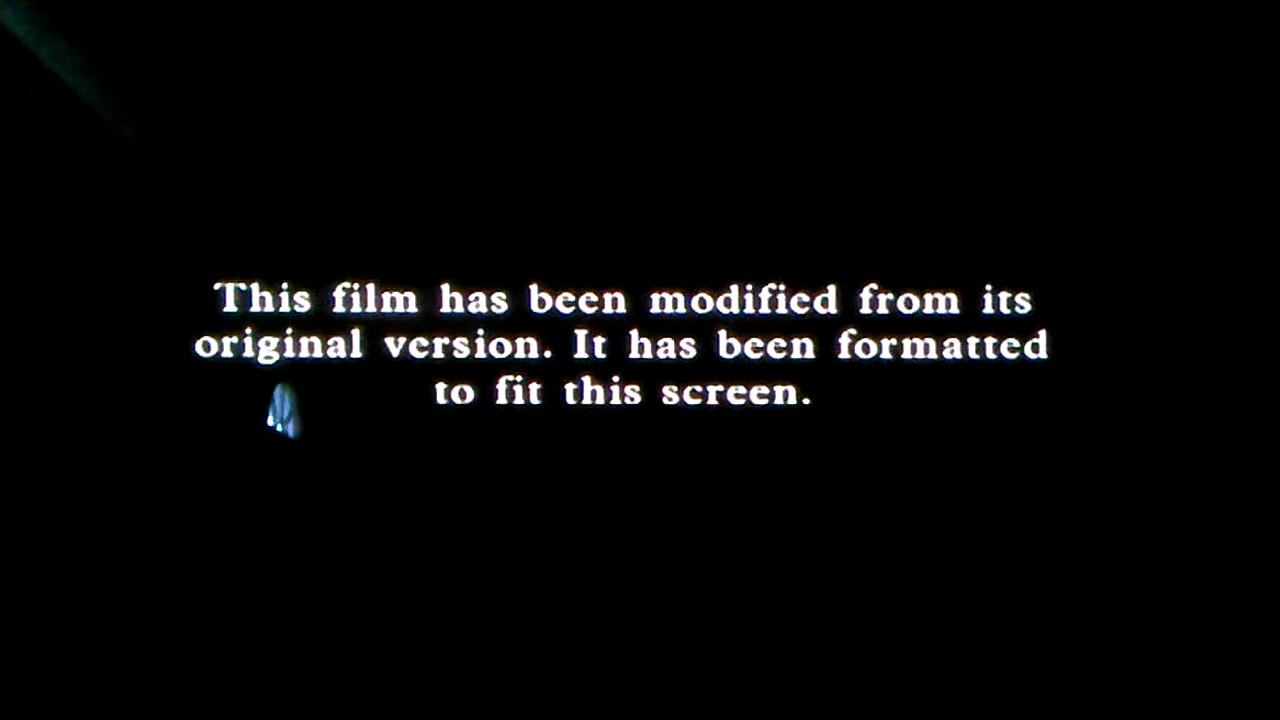 This film has been modified from its
original version. It has been formatted
to fit this screen.